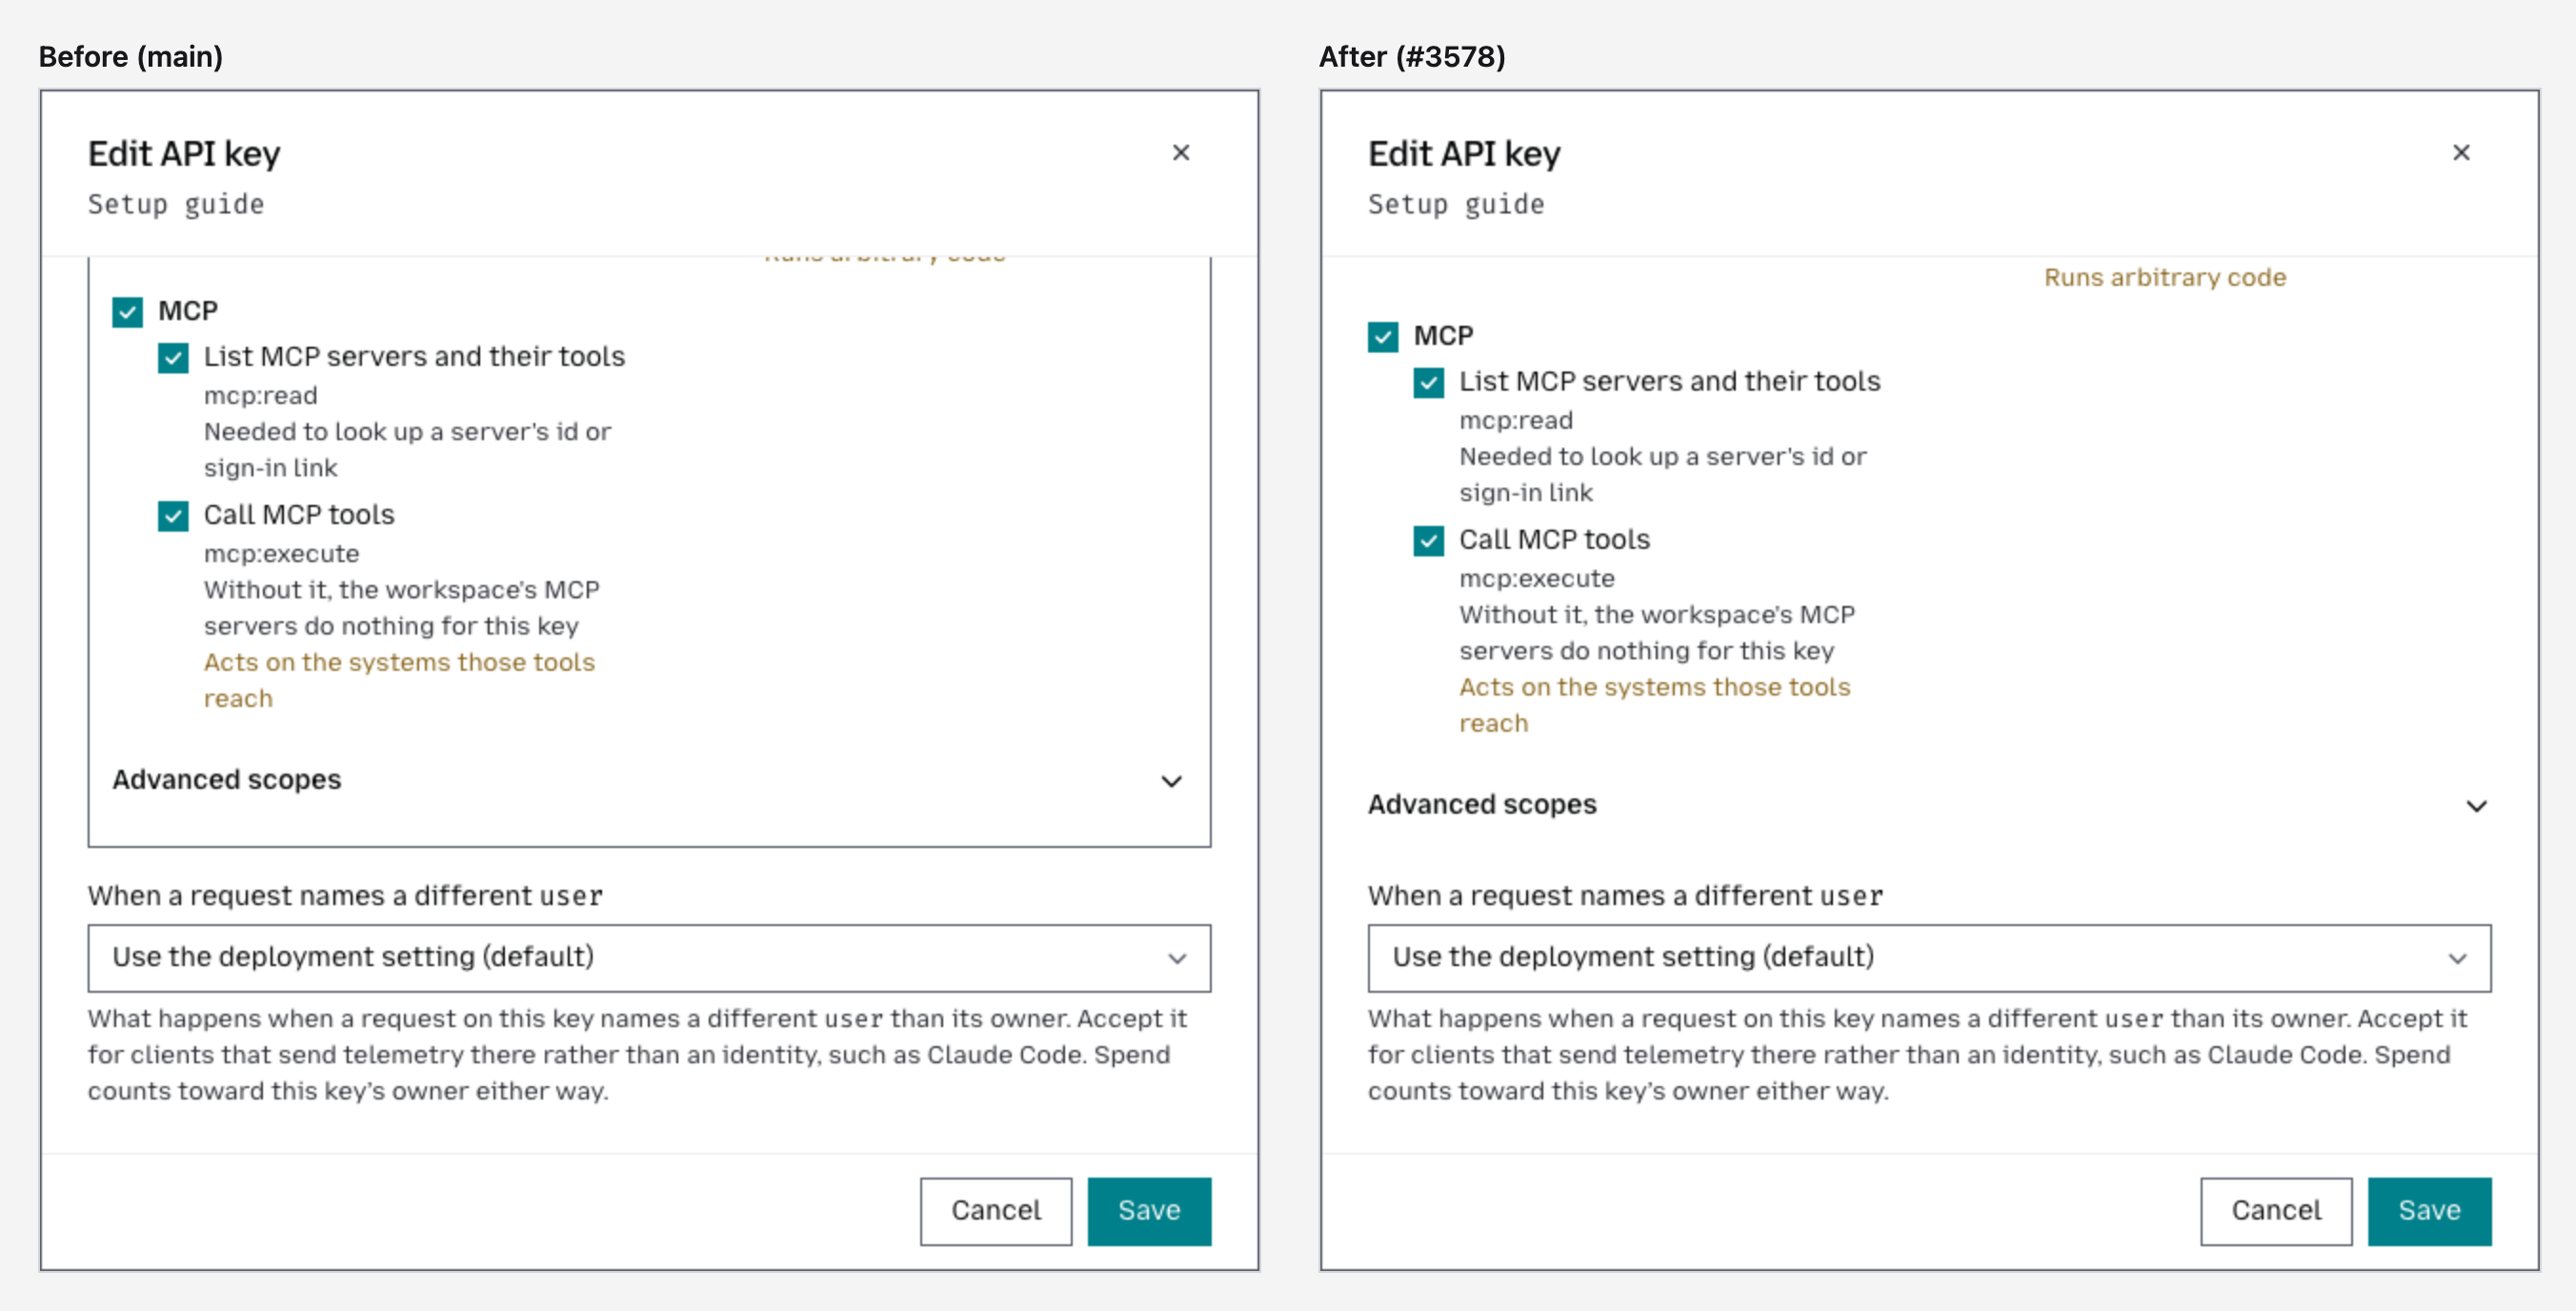 Before (main)
Edit API key
Setup guide
Runs arbitrary code
MCP
List MCP servers and their tools
mcp:read
Needed to look up a server's id or
sign-in link
Call MCP tools
mcp:execute
Without it, the workspace's MCP
servers do nothing for this key
Acts on the systems those tools
reach
Advanced scopes
When a request names a different user
Use the deployment setting (default)
What happens when a request on this key names a different user than its owner. Accept it
for clients that send telemetry there rather than an identity, such as Claude Code. Spend
counts toward this key’s owner either way.
Cancel
Save
After (#3578)
Edit API key
Setup guide
Runs arbitrary code
MCP
List MCP servers and their tools
mcp:read
Needed to look up a server's id or
sign-in link
Call MCP tools
mcp:execute
Without it, the workspace's MCP
servers do nothing for this key
Acts on the systems those tools
reach
Advanced scopes
When a request names a different user
Use the deployment setting (default)
What happens when a request on this key names a different user than its owner. Accept it
for clients that send telemetry there rather than an identity, such as Claude Code. Spend
counts toward this key’s owner either way.
Cancel
Save